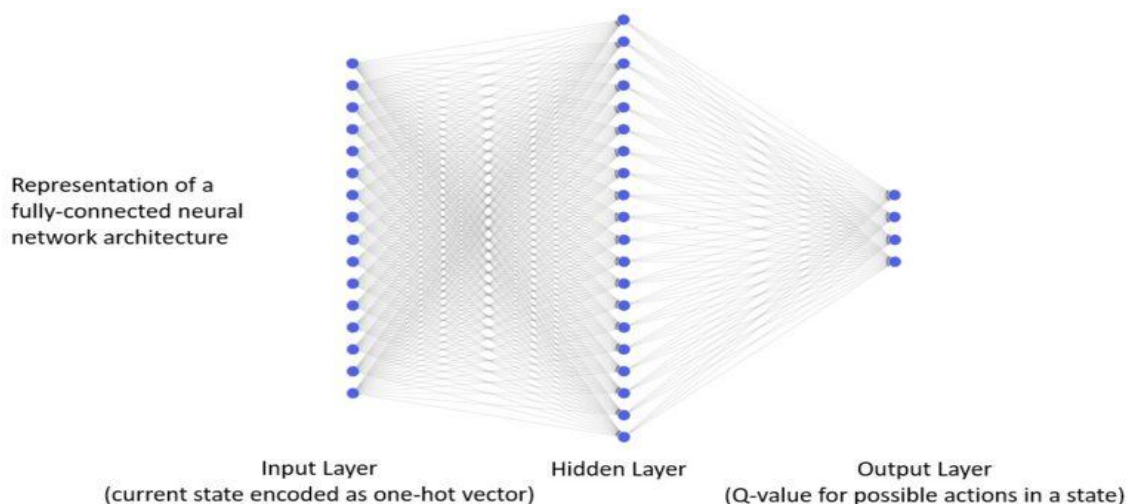 Representation of a
fully-connected neural
network architecture
Input Layer
(current state encoded as one-hot vector)
Hidden Layer
Output Layer
(Q-value for possible actions in a state)